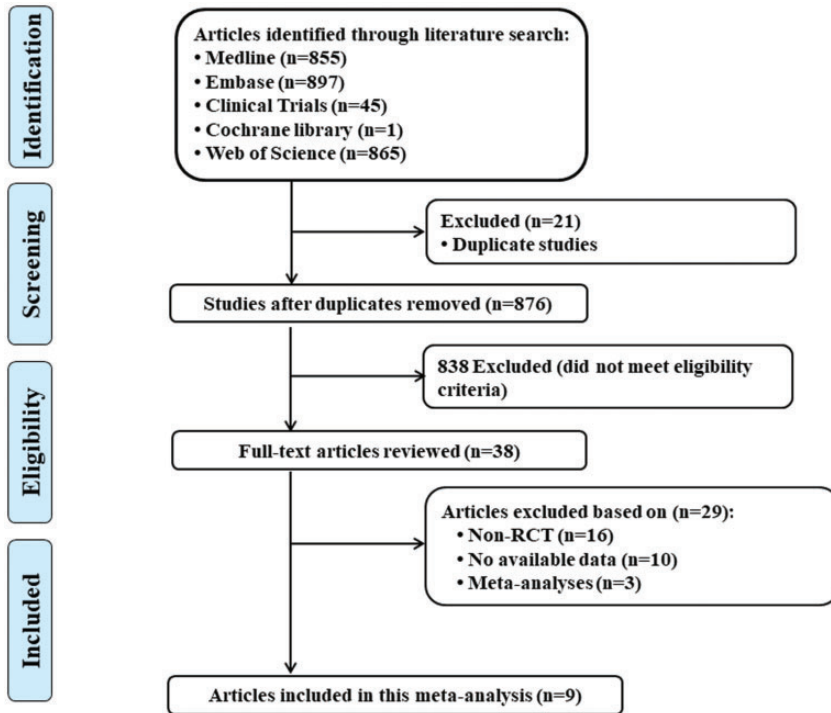 Identification
Articles identified through literature search:
• Medline (n=855)
• Embase (n=897)
• Clinical Trials (n=45)
• Cochrane library (n=1)
• Web of Science (n=865)
Screening
Excluded (n=21)
• Duplicate studies
Studies after duplicates removed (n=876)
Eligibility
838 Excluded (did not meet eligibility
criteria)
Full-text articles reviewed (n=38)
Articles excluded based on (n=29):
• Non-RCT (n=16)
• No available data (n=10)
• Meta-analyses (n=3)
Included
Articles included in this meta-analysis (n=9)